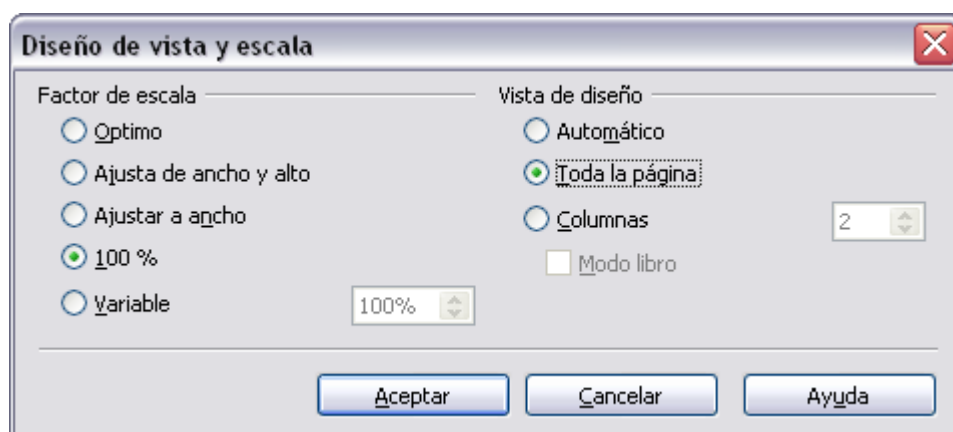 Diseño de vista y escala
Factor de escala
Optimo
Ajusta de ancho y alto
Ajustar a ancho
100 %
Variable
100%
Vista de diseño
Automático
Toda la página
Columnas
2
Modo libro
Aceptar
Cancelar
Ayuda